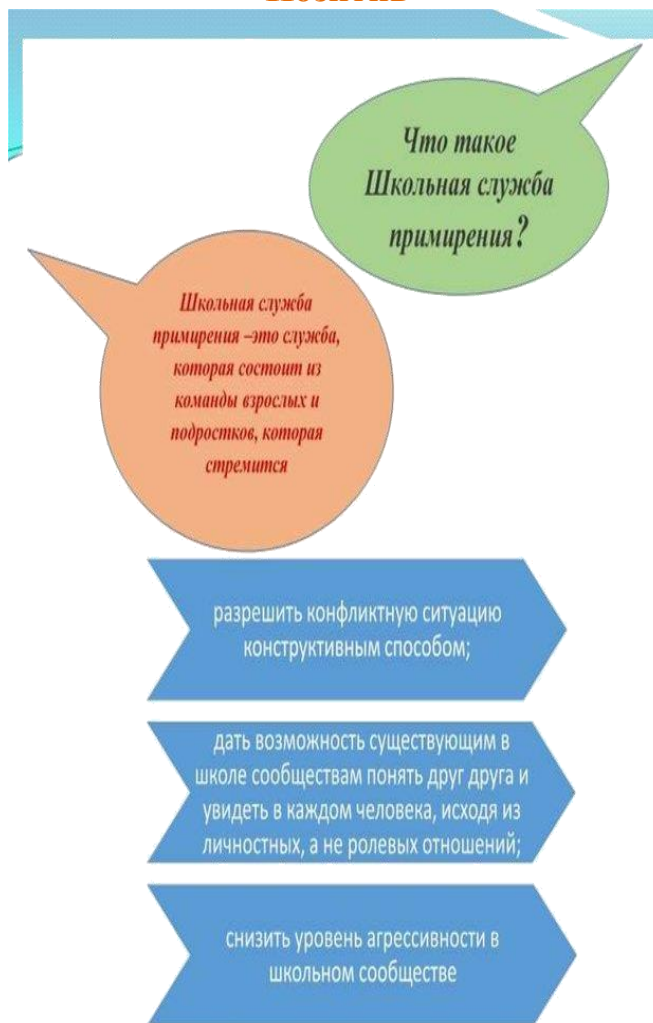 Что такое
Школьная служба
примирения?
Школьная служба
примирения –это служба,
которая состоит из
команды взрослых и
подростков, которая
стремится
разрешить конфликтную ситуацию
конструктивным способом;
дать возможность существующим в
школе сообществам понять друг друга и
увидеть в каждом человека, исходя из
личностных, а не ролевых отношений;
снизить уровень агрессивности в
школьном сообществе